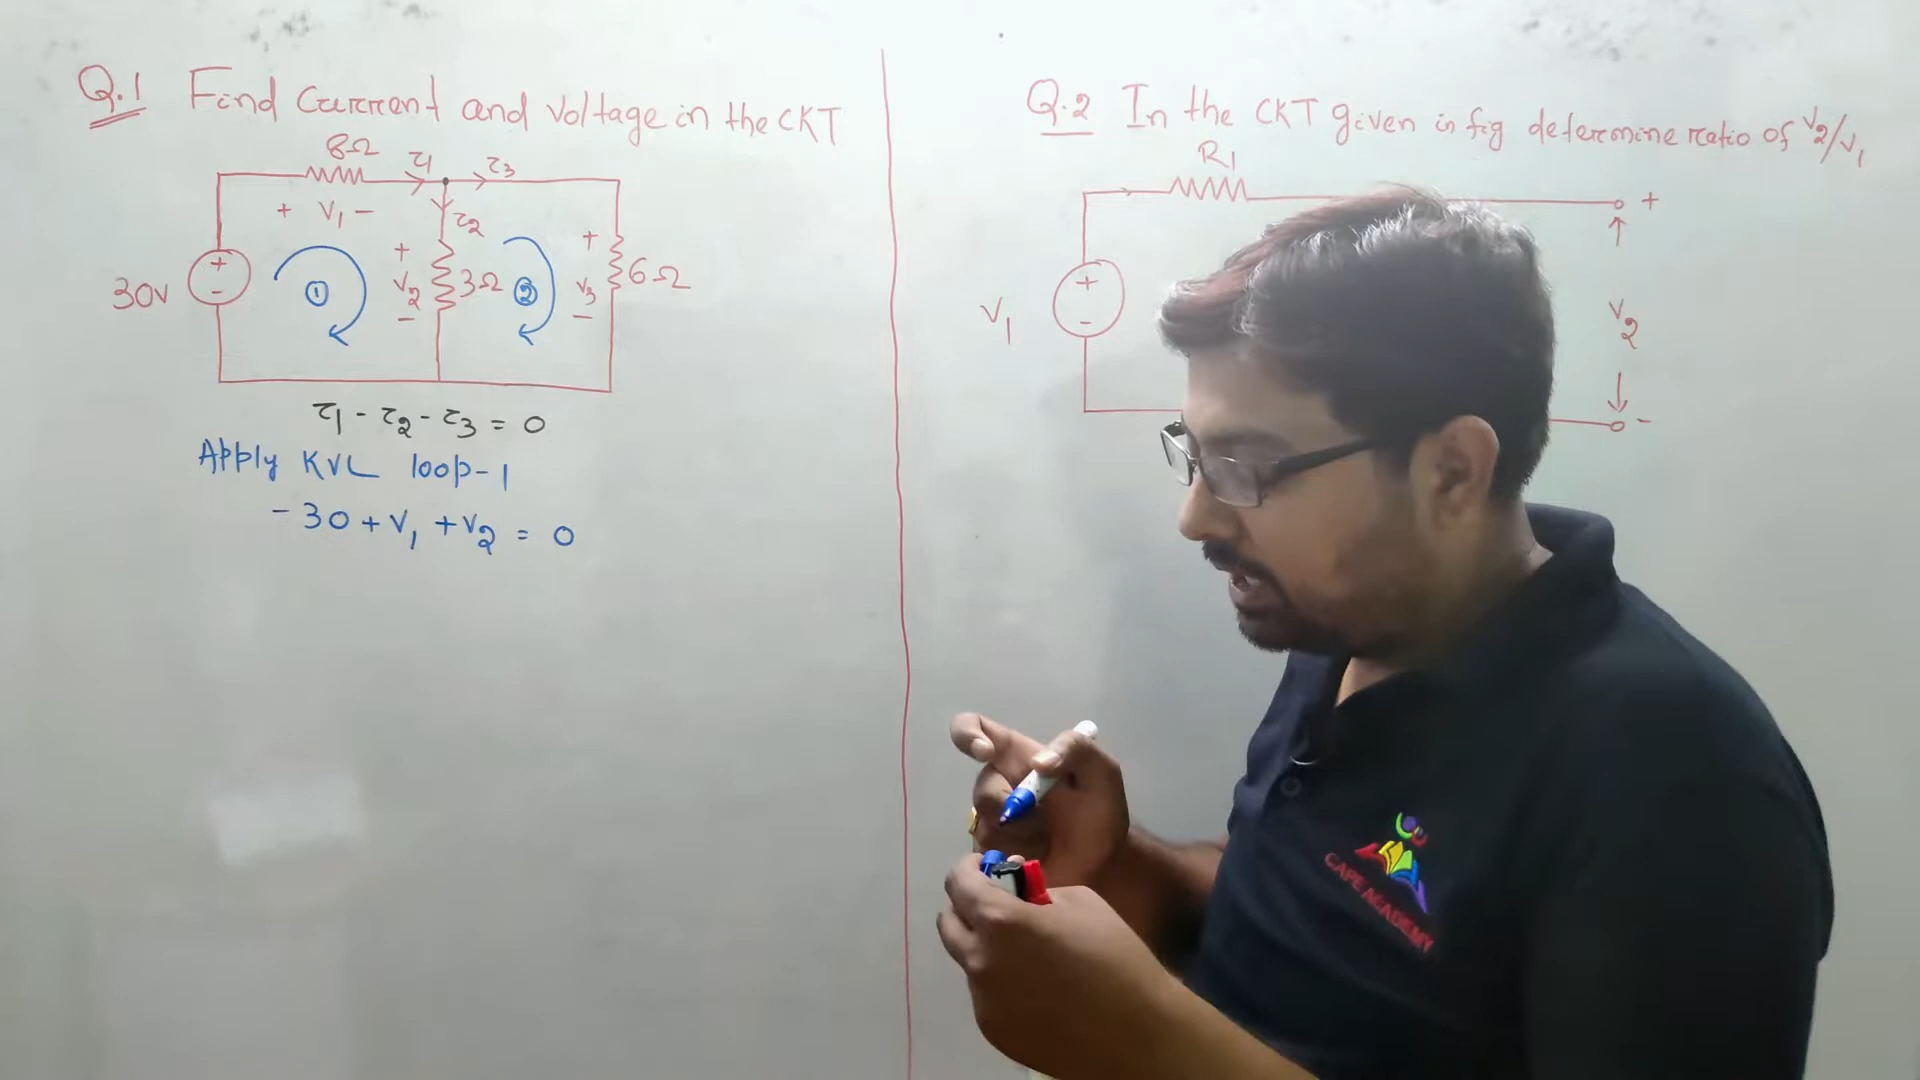 Q.1 Find Current and voltage in the CKT
8Ω
i1
i3
+ V1 -
i2
30v
+
-
1
+
V2
-
3Ω
2
+
V3
-
6Ω
i1 - i2 - i3 = 0
Apply KVL loop-1
-30 + V1 + V2 = 0
Q.2 In the CKT given in fig determine ratio of V2/V1
R1
+
V1
+
-
V2
-
CAPE ACADEMY